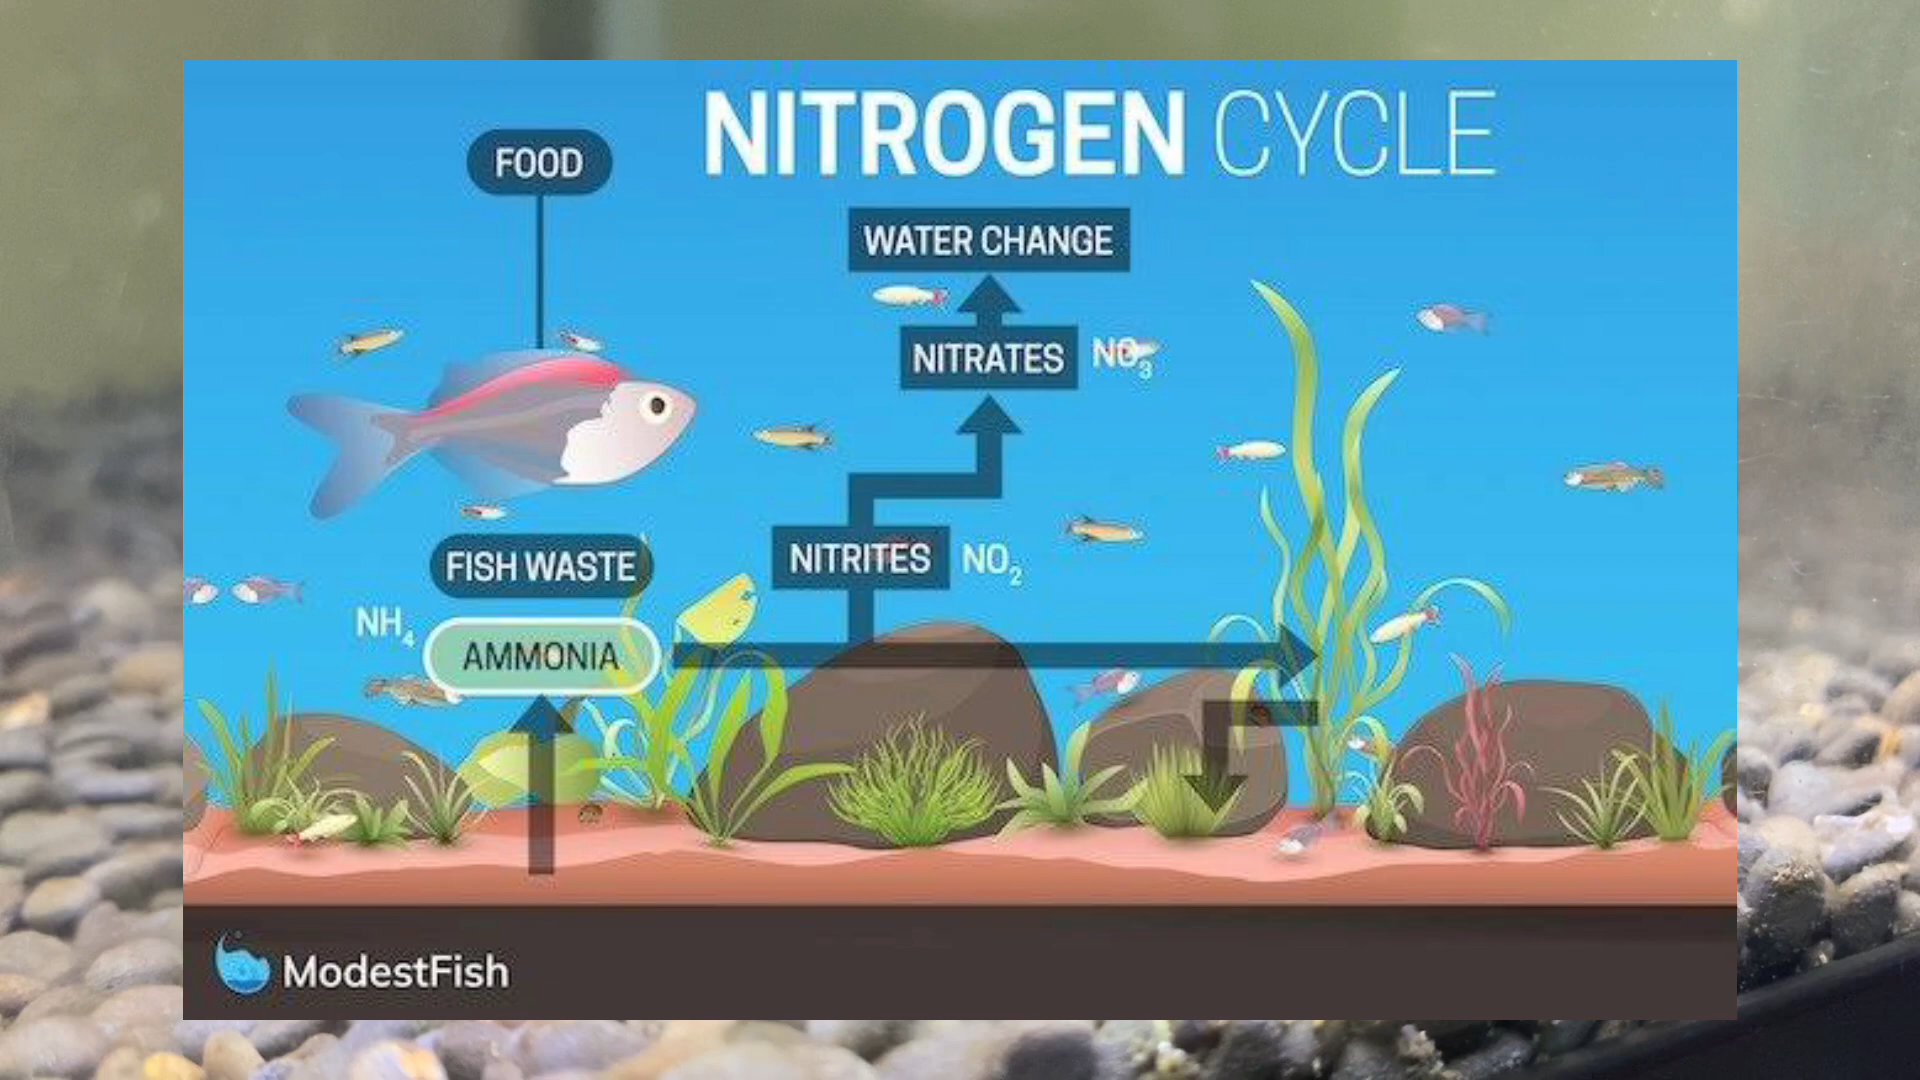 NITROGEN CYCLE
FOOD
WATER CHANGE
NITRATES NO₃
NITRITES NO₂
FISH WASTE
NH₄
AMMONIA
ModestFish